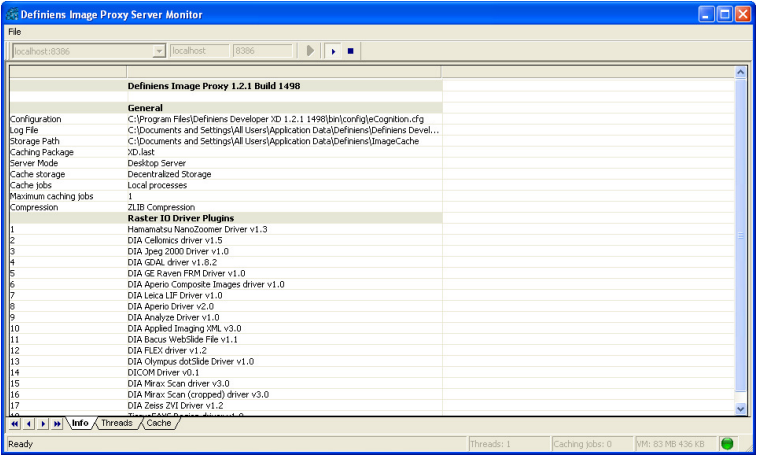 Definiens Image Proxy Server Monitor
File
localhost:8386 localhost 8386
Definiens Image Proxy 1.2.1 Build 1498
General
Configuration C:\Program Files\Definiens Developer XD 1.2.1 1498\bin\config\eCognition.cfg
Log File C:\Documents and Settings\All Users\Application Data\Definiens\Definiens Devel...
Storage Path C:\Documents and Settings\All Users\Application Data\Definiens\ImageCache
Caching Package XD.last
Server Mode Desktop Server
Cache storage Decentralized Storage
Cache jobs Local processes
Maximum caching jobs 1
Compression ZLIB Compression
Raster IO Driver Plugins
1 Hamamatsu NanoZoomer Driver v1.3
2 DIA Cellomics driver v1.5
3 DIA Jpeg 2000 Driver v1.0
4 DIA GDAL driver v1.8.2
5 DIA GE Raven FRM Driver v1.0
6 DIA Aperio Composite Images driver v1.0
7 DIA Leica LIF Driver v1.0
8 DIA Aperio Driver v2.0
9 DIA Analyze Driver v1.0
10 DIA Applied Imaging XML v3.0
11 DIA Bacus WebSlide File v1.1
12 DIA FLEX driver v1.2
13 DIA Olympus dotSlide Driver v1.0
14 DICOM Driver v0.1
15 DIA Mirax Scan driver v3.0
16 DIA Mirax Scan (cropped) driver v3.0
17 DIA Zeiss ZVI Driver v1.2
Info Threads Cache
Ready Threads: 1 Caching jobs: 0 VM: 83 MB 436 KB